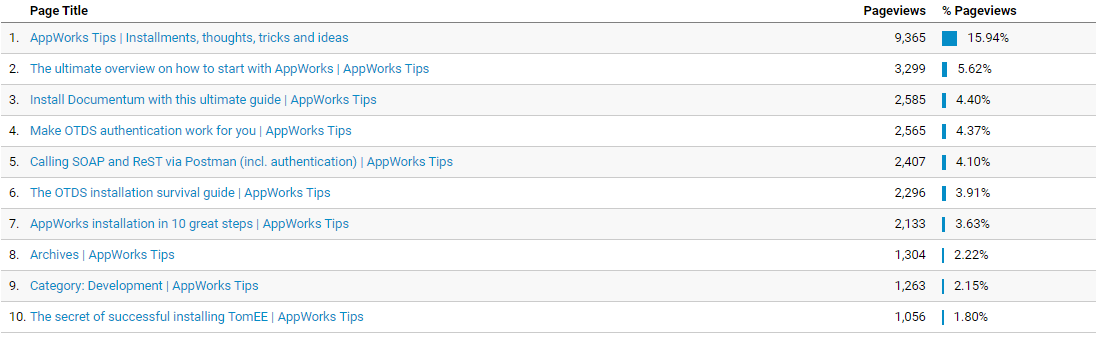 Page Title Pageviews % Pageviews
1. AppWorks Tips | Installments, thoughts, tricks and ideas 9,365 15.94%
2. The ultimate overview on how to start with AppWorks | AppWorks Tips 3,299 5.62%
3. Install Documentum with this ultimate guide | AppWorks Tips 2,585 4.40%
4. Make OTDS authentication work for you | AppWorks Tips 2,565 4.37%
5. Calling SOAP and ReST via Postman (incl. authentication) | AppWorks Tips 2,407 4.10%
6. The OTDS installation survival guide | AppWorks Tips 2,296 3.91%
7. AppWorks installation in 10 great steps | AppWorks Tips 2,133 3.63%
8. Archives | AppWorks Tips 1,304 2.22%
9. Category: Development | AppWorks Tips 1,263 2.15%
10. The secret of successful installing TomEE | AppWorks Tips 1,056 1.80%